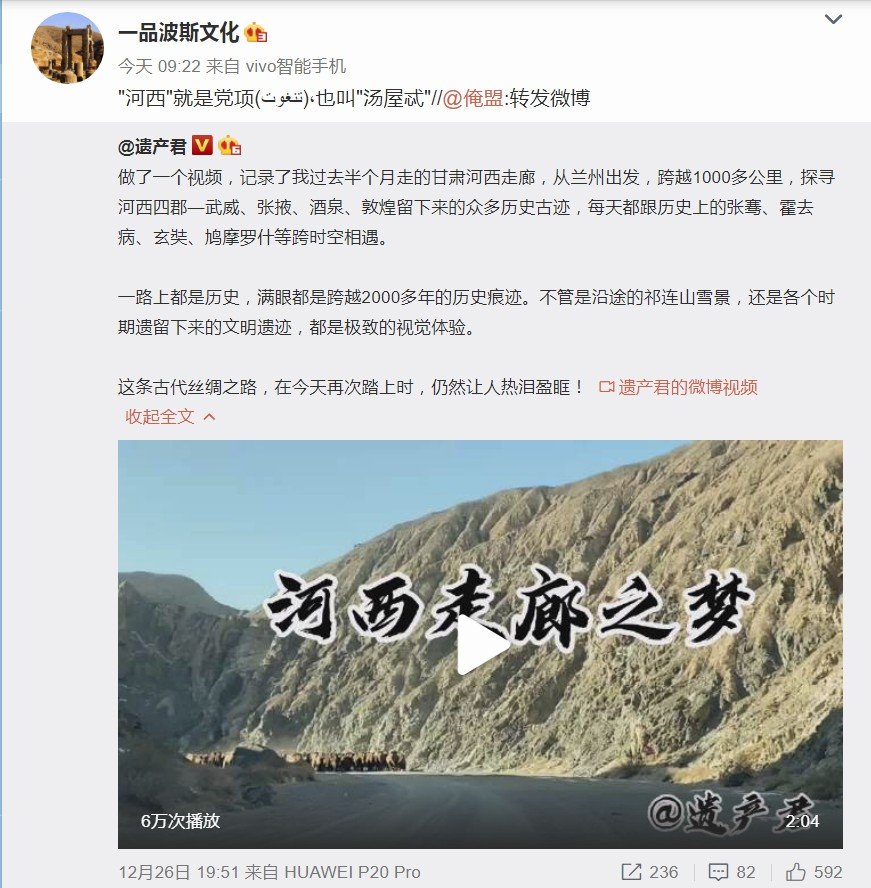 一品波斯文化
今天 09:22 来自 vivo智能手机
"河西"就是党项(تنغوت)،也叫"汤屋忒"//@俺盟:转发微博
@遗产君
做了一个视频，记录了我过去半个月走的甘肃河西走廊，从兰州出发，跨越1000多公里，探寻
河西四郡—武威、张掖、酒泉、敦煌留下来的众多历史古迹，每天都跟历史上的张骞、霍去
病、玄奘、鸠摩罗什等跨时空相遇。
一路上都是历史，满眼都是跨越2000多年的历史痕迹。不管是沿途的祁连山雪景，还是各个时
期遗留下来的文明遗迹，都是极致的视觉体验。
这条古代丝绸之路，在今天再次踏上时，仍然让人热泪盈眶！ 遗产君的微博视频
收起全文
河西走廊之梦
@遗产君
6万次播放
2:04
12月26日 19:51 来自 HUAWEI P20 Pro
236
82
592